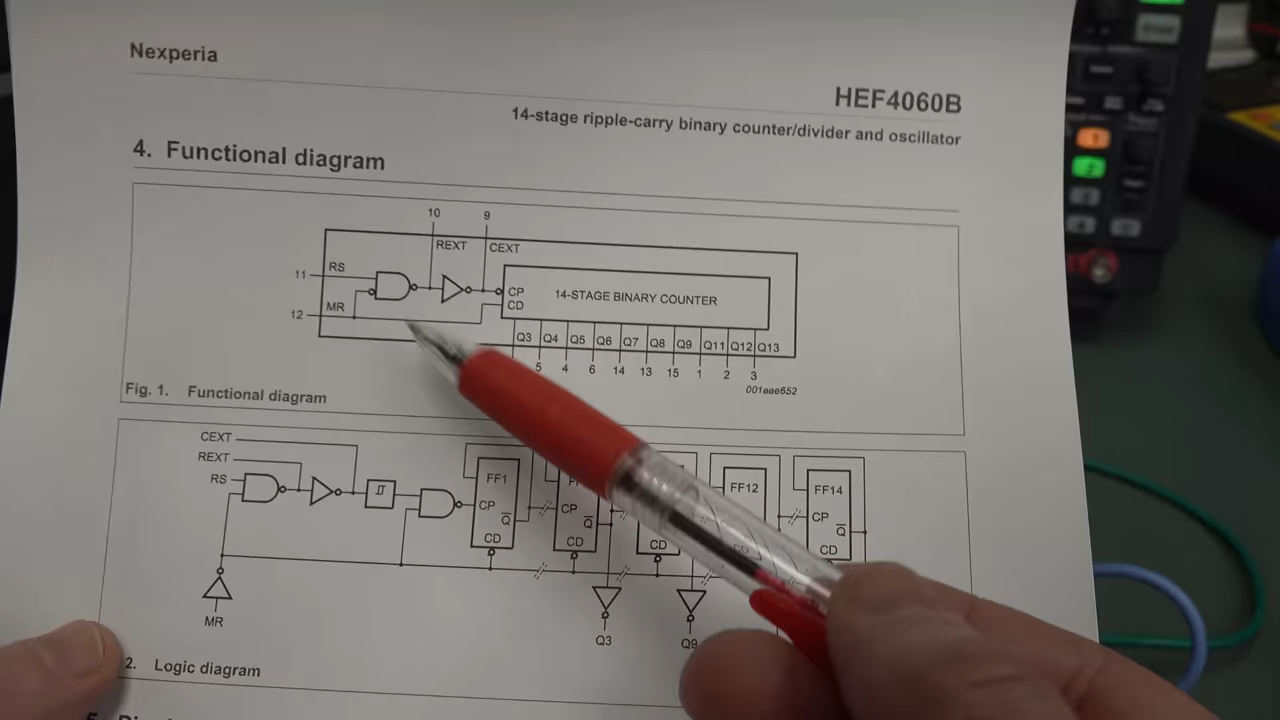 Nexperia
HEF4060B
14-stage ripple-carry binary counter/divider and oscillator
4. Functional diagram
10 9
REXT CEXT
11 RS
CP
14-STAGE BINARY COUNTER
CD
12 MR
Q3 Q4 Q5 Q6 Q7 Q8 Q9 Q11 Q12 Q13
5 4 6 14 13 15 1 2 3
001aae652
Fig. 1. Functional diagram
CEXT
REXT
RS
FF1 FF12 FF14
CP CP CP
Q Q Q
CD CD CD CD CD
MR
Q3 Q9
2. Logic diagram